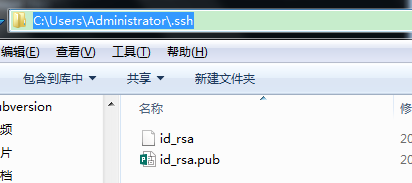 C:\Users\Administrator\.ssh
编辑(E) 查看(V) 工具(T) 帮助(H)
包含到库中 共享 新建文件夹
名称 修
ubversion
id_rsa 20
频
id_rsa.pub 20
片
档